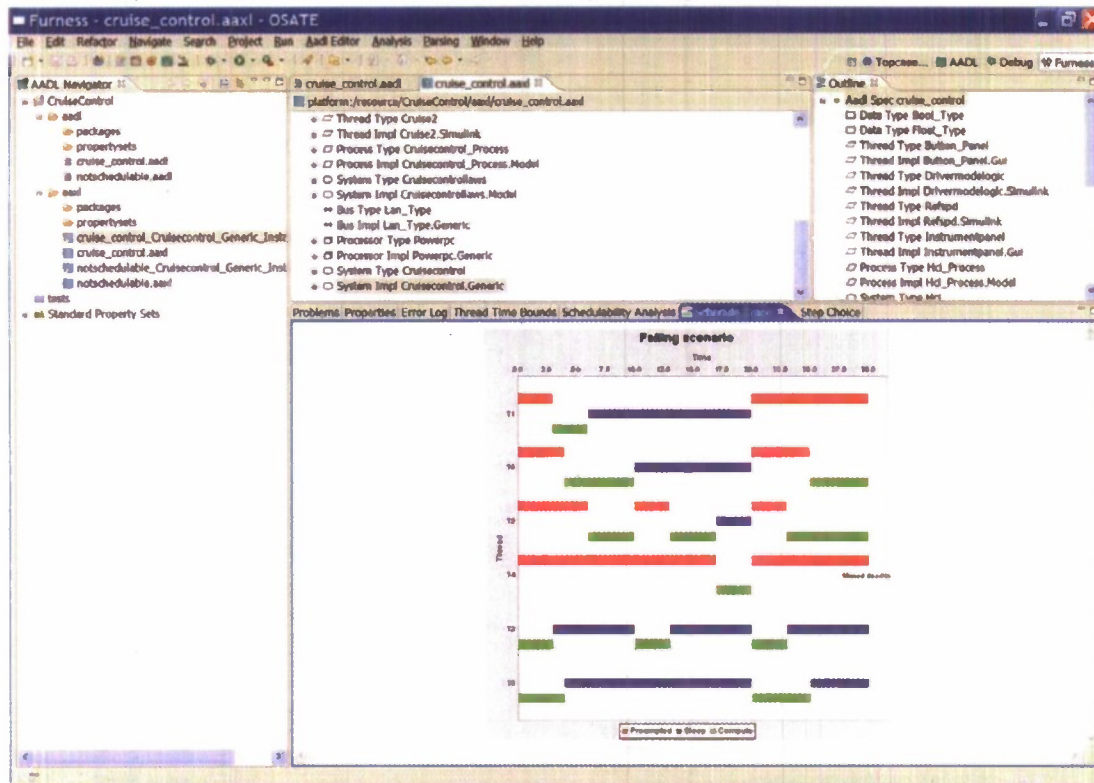 Furness - cruise_control.aaxl - OSATE
File Edit Refactor Navigate Search Project Run Aadl Editor Analysis Parsing Window Help
Topcase... AADL Debug Furness
AADL Navigator
CruiseControl
aadl
packages
propertysets
cruise_control.aadl
notschedulable.aadl
aaxl
packages
propertysets
cruise_control_Cruisecontrol_Generic_Inst
cruise_control.aaxl
notschedulable_Cruisecontrol_Generic_Inst
notschedulable.aaxl
tests
Standard Property Sets
cruise_control.aadl cruise_control.aaxl
platform:/resource/CruiseControl/aaxl/cruise_control.aaxl
Thread Type Cruise2
Thread Impl Cruise2.Simulink
Process Type Cruisecontrol_Process
Process Impl Cruisecontrol_Process.Model
System Type Cruisecontrollaws
System Impl Cruisecontrollaws.Model
Bus Type Lan_Type
Bus Impl Lan_Type.Generic
Processor Type Powerpc
Processor Impl Powerpc.Generic
System Type Cruisecontrol
System Impl Cruisecontrol.Generic
Outline
Aadl Spec cruise_control
Data Type Bool_Type
Data Type Float_Type
Thread Type Button_Panel
Thread Impl Button_Panel.Gui
Thread Type Drivermodelogic
Thread Impl Drivermodelogic.Simulink
Thread Type Refspd
Thread Impl Refspd.Simulink
Thread Type Instrumentpanel
Thread Impl Instrumentpanel.Gui
Process Type Hci_Process
Process Impl Hci_Process.Model
System Type Hci
Problems Properties Error Log Thread Time Bounds Schedulability Analysis Step Choice
Failing scenario
Time
Thread
Preempted Sleep Compute